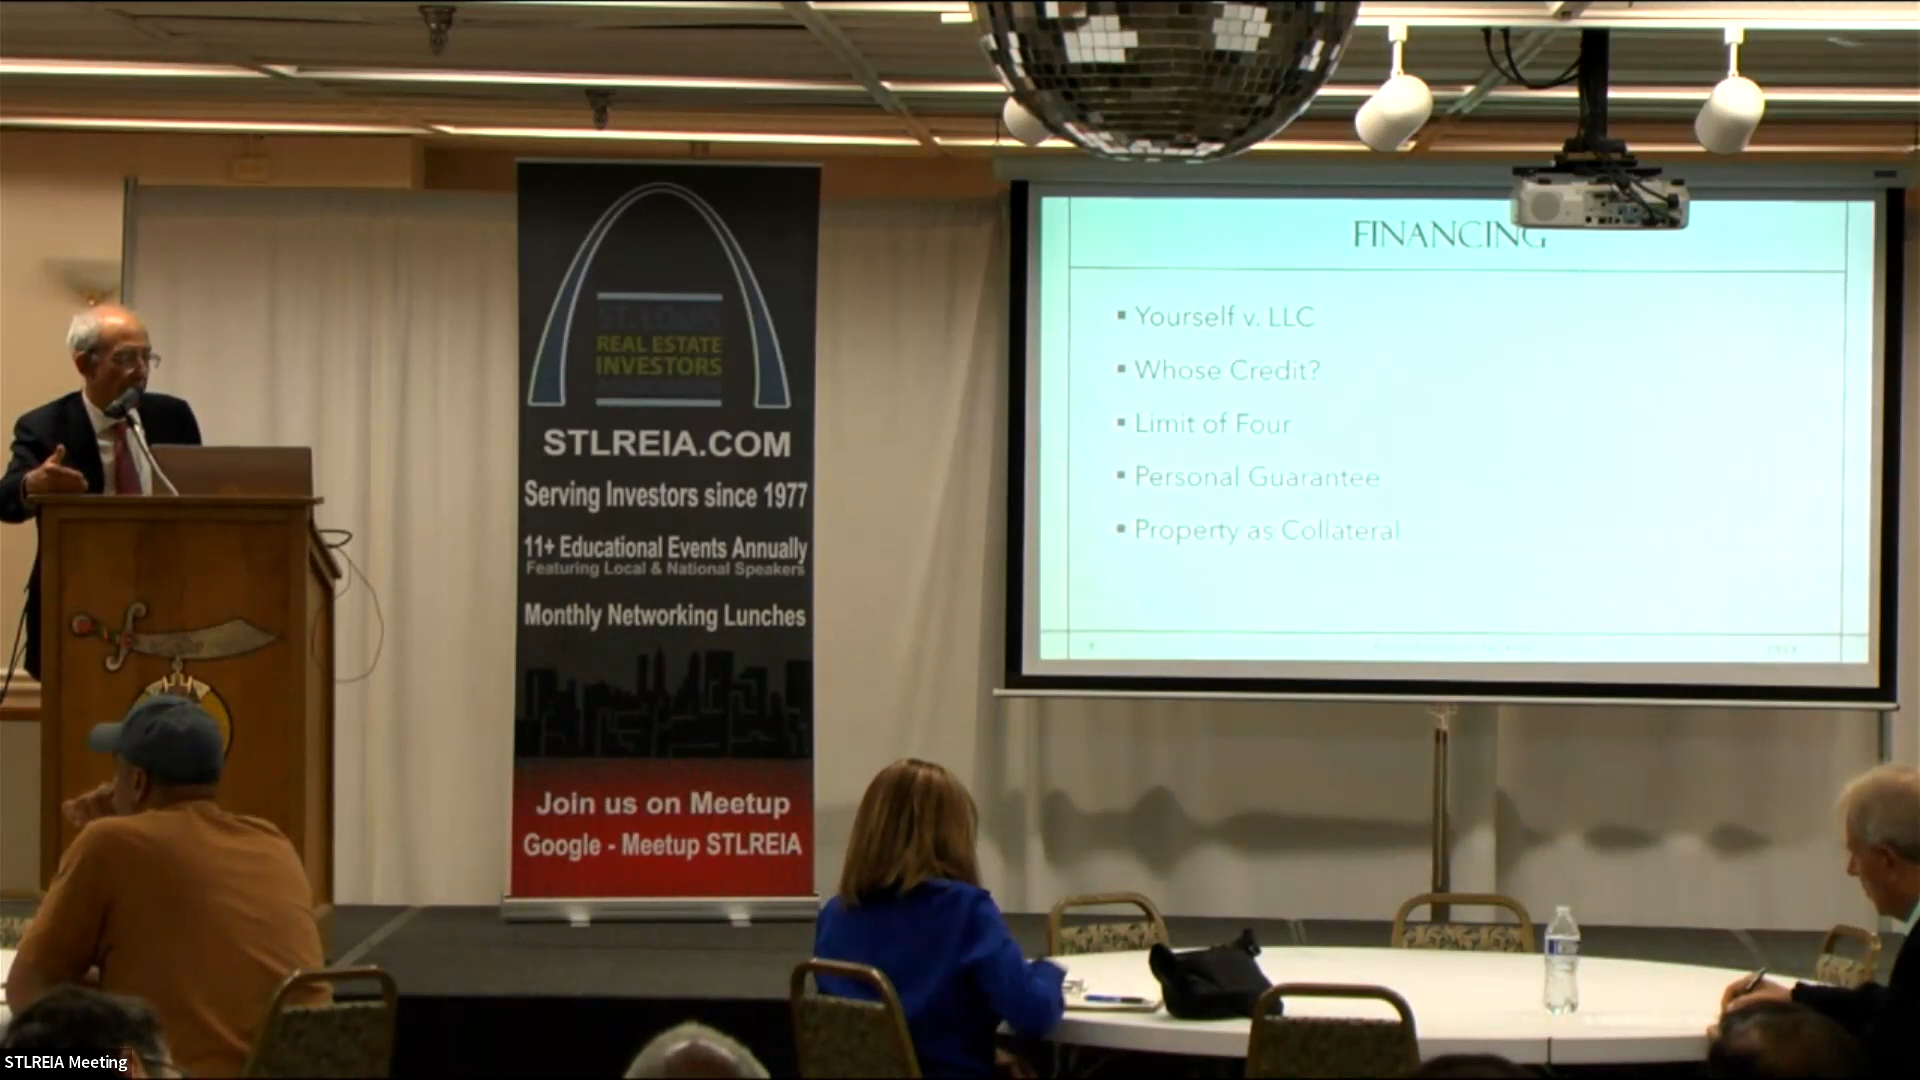 ST. LOUIS
REAL ESTATE
INVESTORS
STLREIA.COM
Serving Investors since 1977
11+ Educational Events Annually
Featuring Local & National Speakers
Monthly Networking Lunches
Join us on Meetup
Google - Meetup STLREIA
FINANCING
▪ Yourself v. LLC
▪ Whose Credit?
▪ Limit of Four
▪ Personal Guarantee
▪ Property as Collateral
STLREIA Meeting